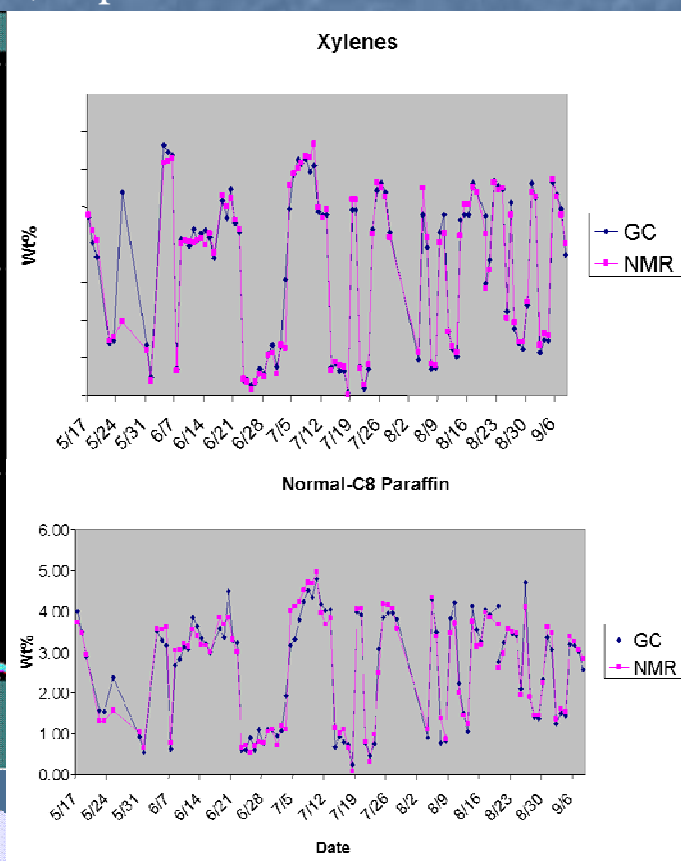 Xylenes
Wt%
GC
NMR
5/17 5/24 5/31 6/7 6/14 6/21 6/28 7/5 7/12 7/19 7/26 8/2 8/9 8/16 8/23 8/30 9/6
Normal-C8 Paraffin
6.00
5.00
4.00
3.00
2.00
1.00
0.00
Wt%
GC
NMR
5/17 5/24 5/31 6/7 6/14 6/21 6/28 7/5 7/12 7/19 7/26 8/2 8/9 8/16 8/23 8/30 9/6
Date